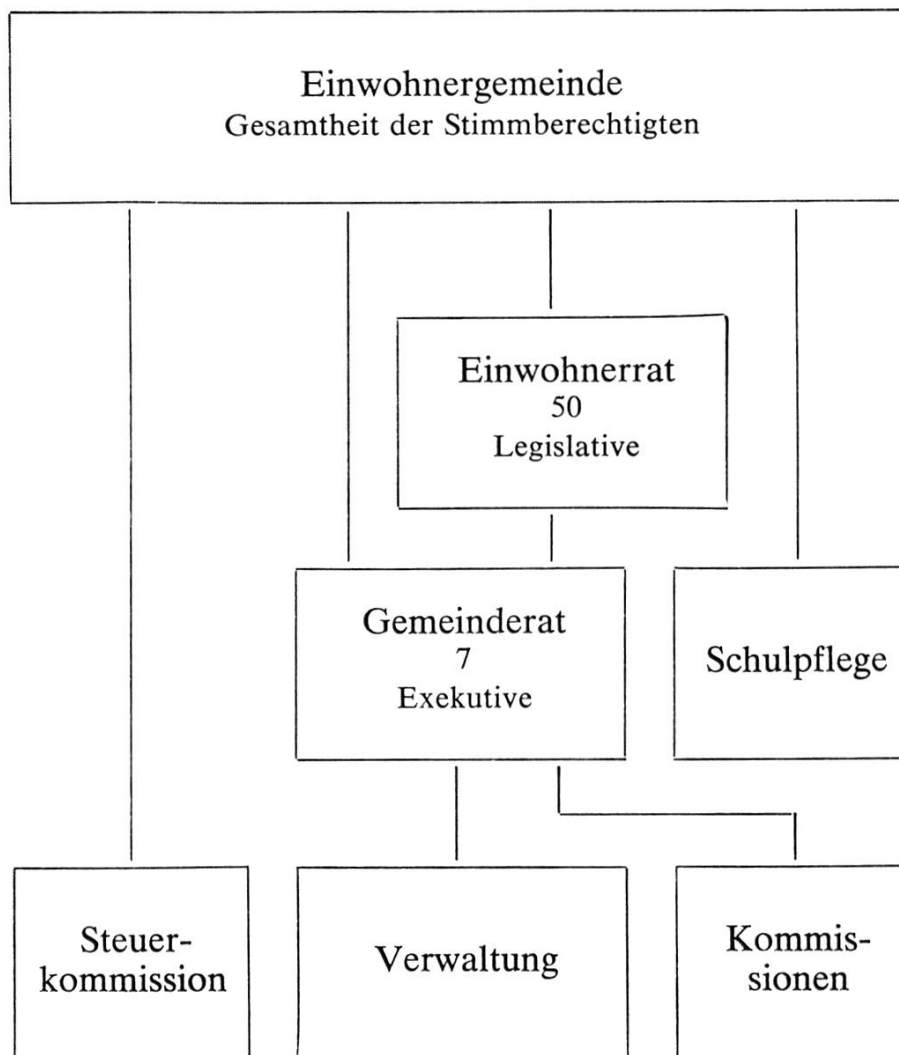 Einwohnergemeinde
Gesamtheit der Stimmberechtigten
Einwohnerrat
50
Legislative
Gemeinderat
7
Exekutive
Schulpflege
Steuer-
kommission
Verwaltung
Kommis-
sionen